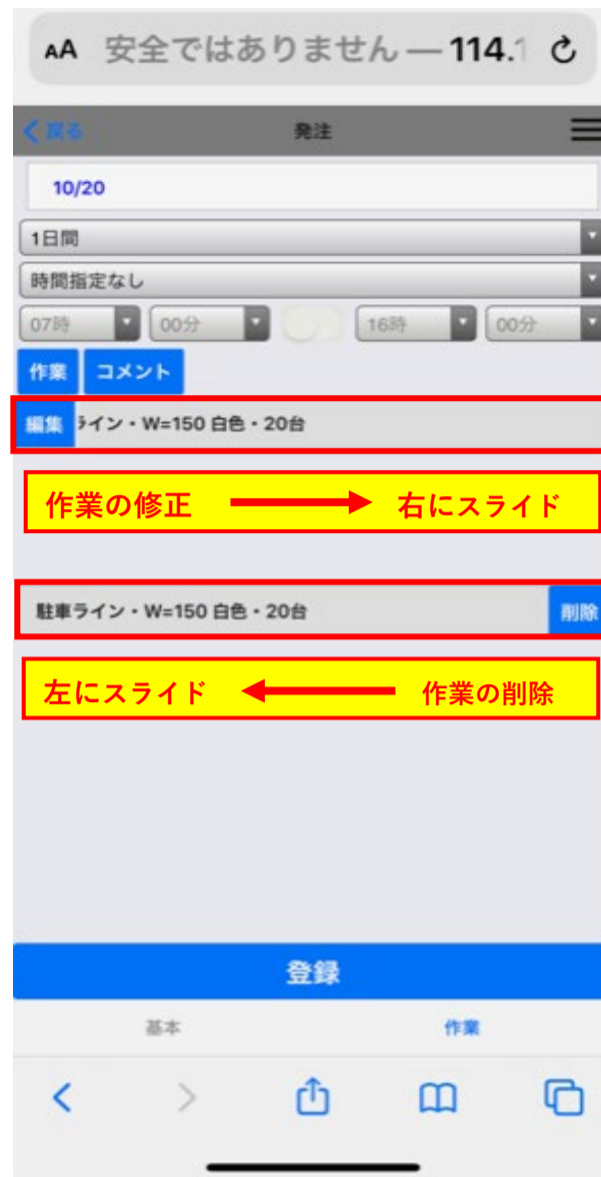 AA 安全ではありません — 114.1
戻る 発注
10/20
1日間
時間指定なし
07時 00分 16時 00分
作業 コメント
編集 ライン・W=150 白色・20台
作業の修正 右にスライド
駐車ライン・W=150 白色・20台 削除
左にスライド 作業の削除
登録
基本 作業